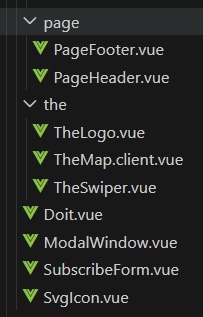 page
PageFooter.vue
PageHeader.vue
the
TheLogo.vue
TheMap.client.vue
TheSwiper.vue
Doit.vue
ModalWindow.vue
SubscribeForm.vue
SvgIcon.vue